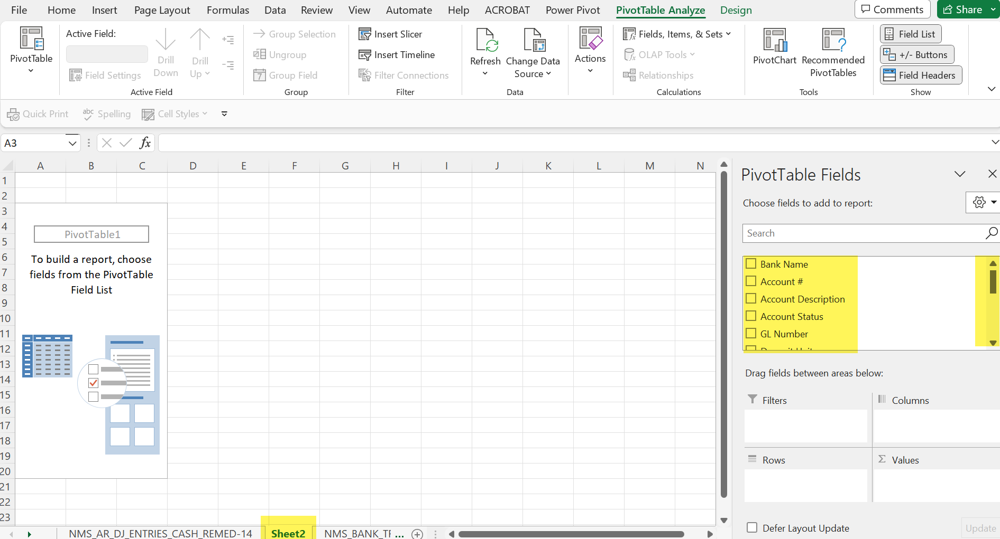 File Home Insert Page Layout Formulas Data Review View Automate Help ACROBAT Power Pivot PivotTable Analyze Design Comments Share
PivotTable
Active Field:
Field Settings
Drill Down
Drill Up
Active Field
Group Selection
Ungroup
7 Group Field
Group
Insert Slicer
Insert Timeline
Filter Connections
Filter
Refresh
Change Data Source
Data
Actions
fx Fields, Items, & Sets
fx OLAP Tools
Relationships
Calculations
PivotChart
Recommended PivotTables
Tools
Field List
+/- Buttons
Field Headers
Show
Quick Print abc Spelling Cell Styles
A3 fx
A B C D E F G H I J K L M N
1
2
3
4
5
6
7
8
9
10
11
12
13
14
15
16
17
18
19
20
21
22
23
PivotTable1
To build a report, choose
fields from the PivotTable
Field List
PivotTable Fields
Choose fields to add to report:
Search
Bank Name
Account #
Account Description
Account Status
GL Number
Drag fields between areas below:
Filters
Columns
Rows
Σ Values
Defer Layout Update Update
NMS_AR_DJ_ENTRIES_CASH_REMED-14 Sheet2 NMS_BANK_TF ...